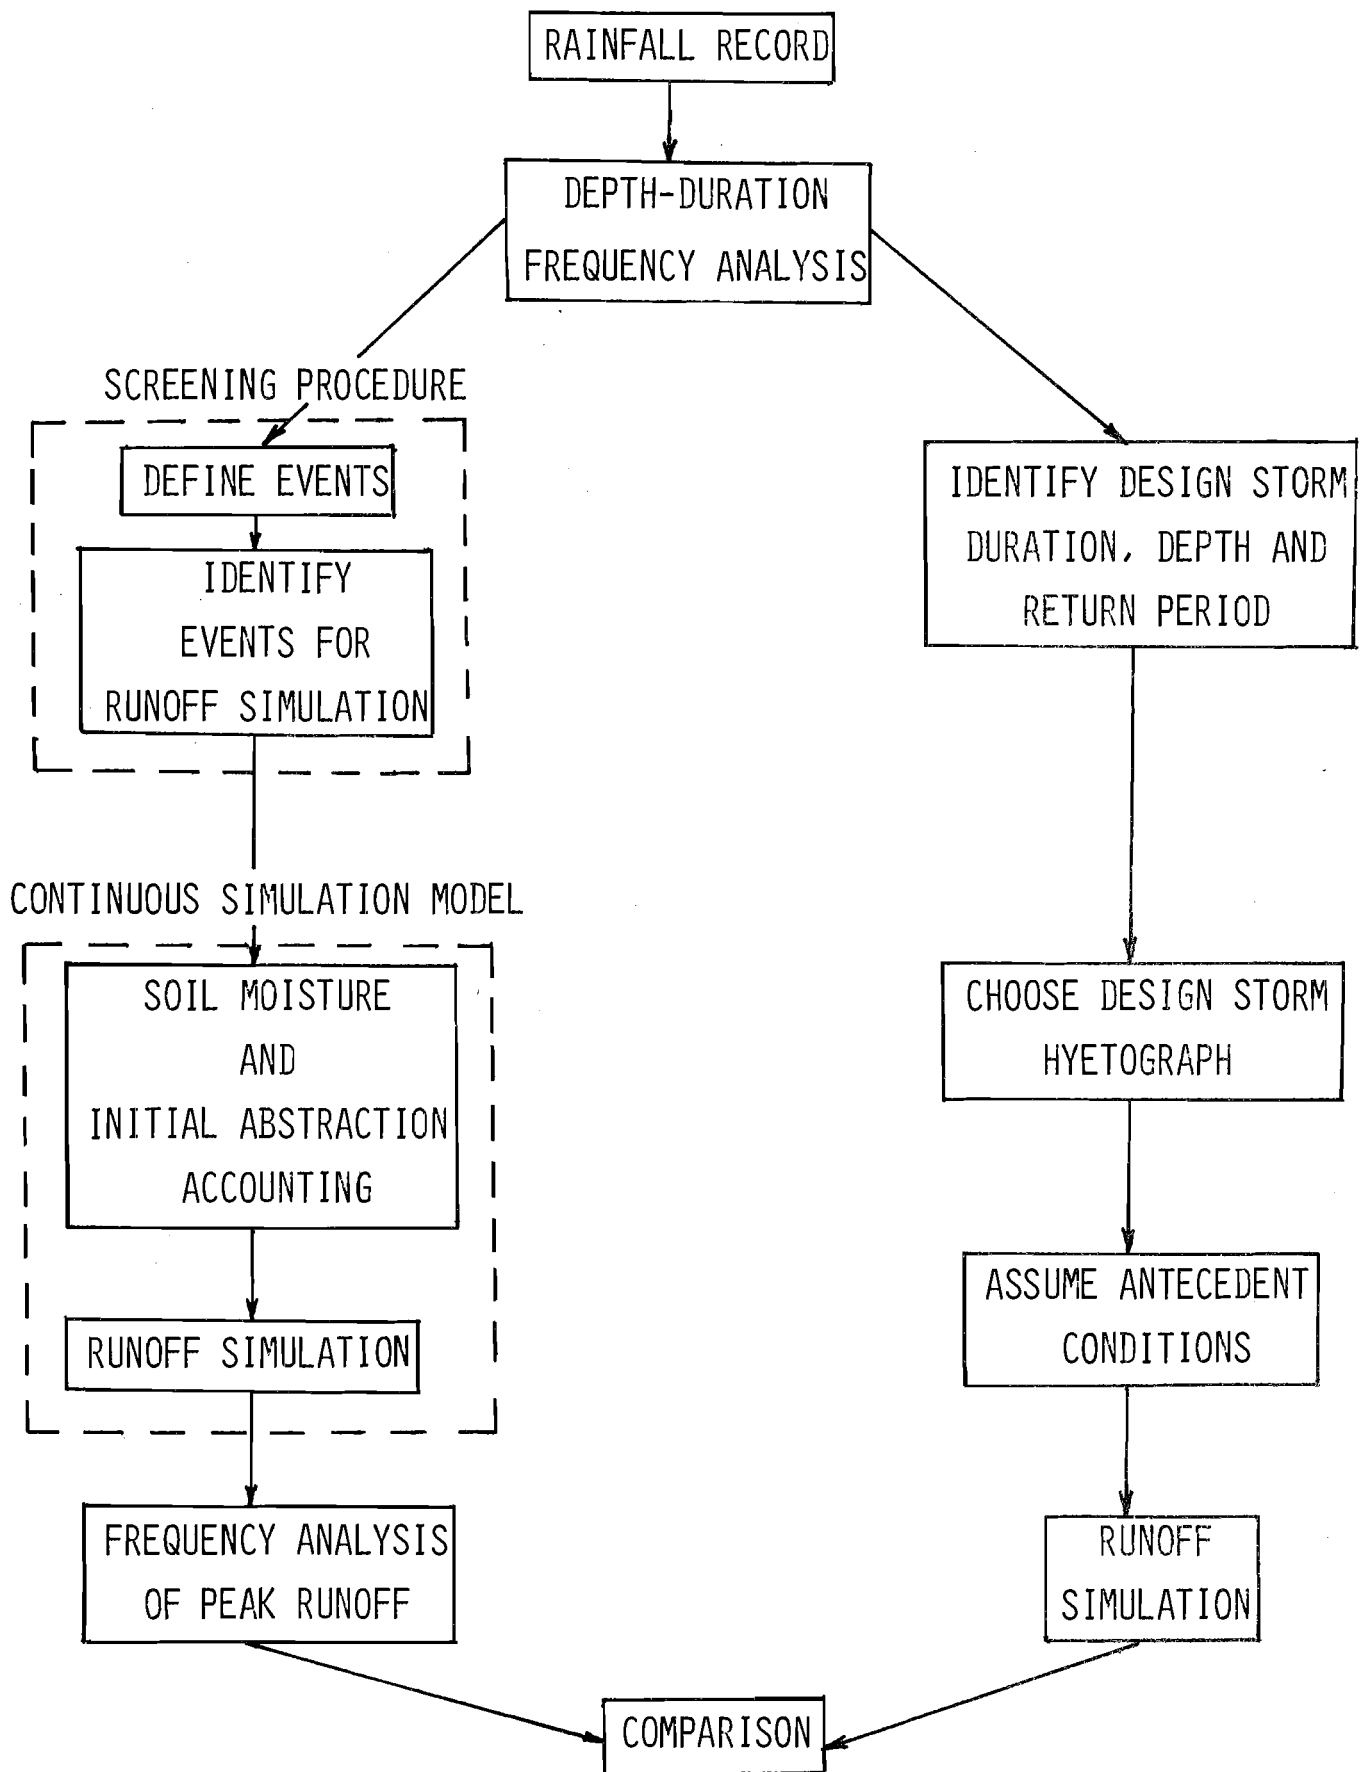 RAINFALL RECORD
DEPTH-DURATION
FREQUENCY ANALYSIS
SCREENING PROCEDURE
DEFINE EVENTS
IDENTIFY
EVENTS FOR
RUNOFF SIMULATION
CONTINUOUS SIMULATION MODEL
SOIL MOISTURE
AND
INITIAL ABSTRACTION
ACCOUNTING
RUNOFF SIMULATION
FREQUENCY ANALYSIS
OF PEAK RUNOFF
IDENTIFY DESIGN STORM
DURATION, DEPTH AND
RETURN PERIOD
CHOOSE DESIGN STORM
HYETOGRAPH
ASSUME ANTECEDENT
CONDITIONS
RUNOFF
SIMULATION
COMPARISON